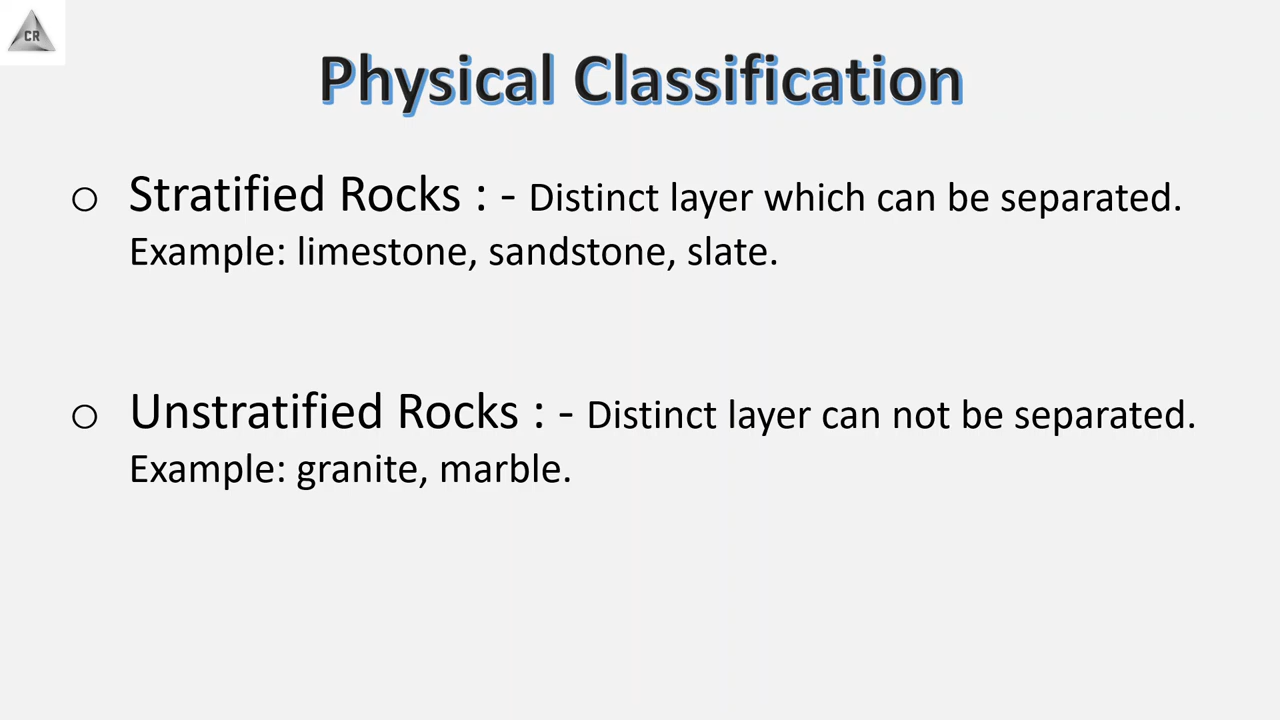 CR
Physical Classification
o Stratified Rocks : - Distinct layer which can be separated.
Example: limestone, sandstone, slate.
o Unstratified Rocks : - Distinct layer can not be separated.
Example: granite, marble.